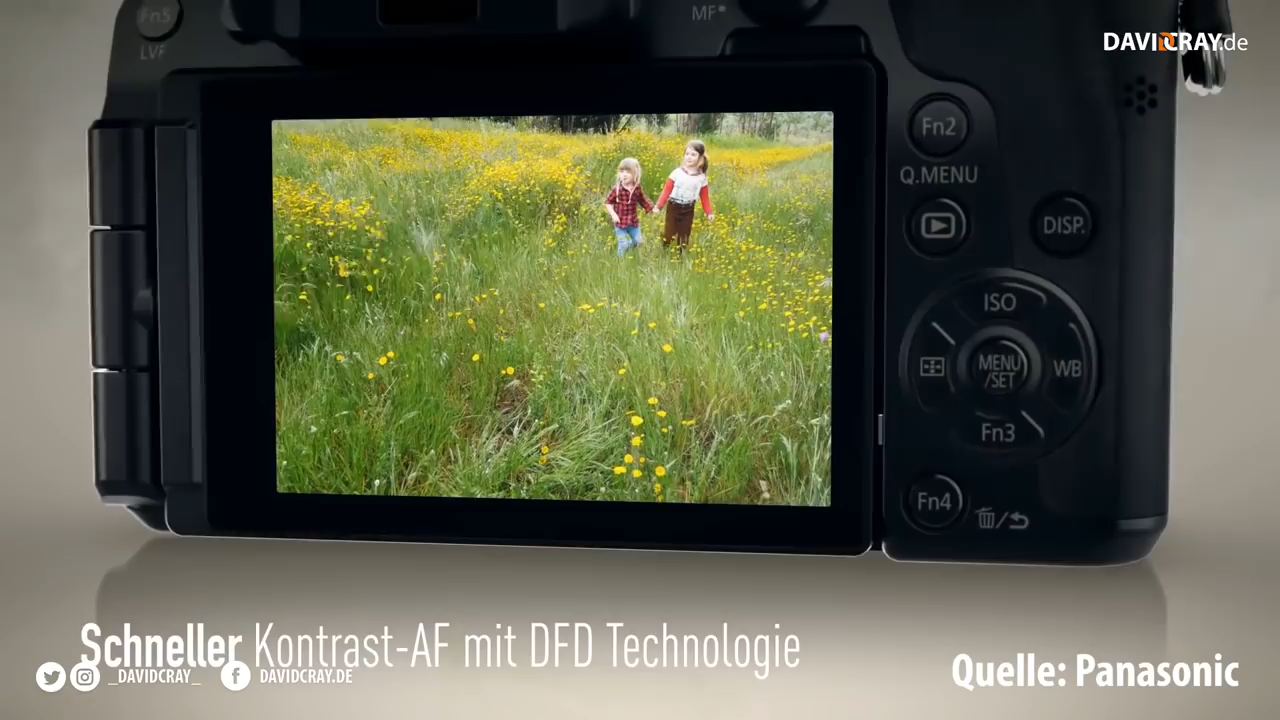 Fn5
LVF
MF
DAVIDCRAY.de
Fn2
Q.MENU
DISP.
ISO
MENU
/SET
WB
Fn3
Fn4
Schneller Kontrast-AF mit DFD Technologie
_DAVIDCRAY_
DAVIDCRAY.DE
Quelle: Panasonic